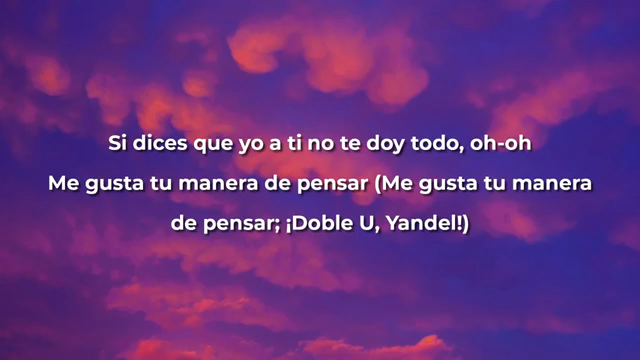 Si dices que yo a ti no te doy todo, oh-oh
Me gusta tu manera de pensar (Me gusta tu manera
de pensar; ¡Doble U, Yandel!)